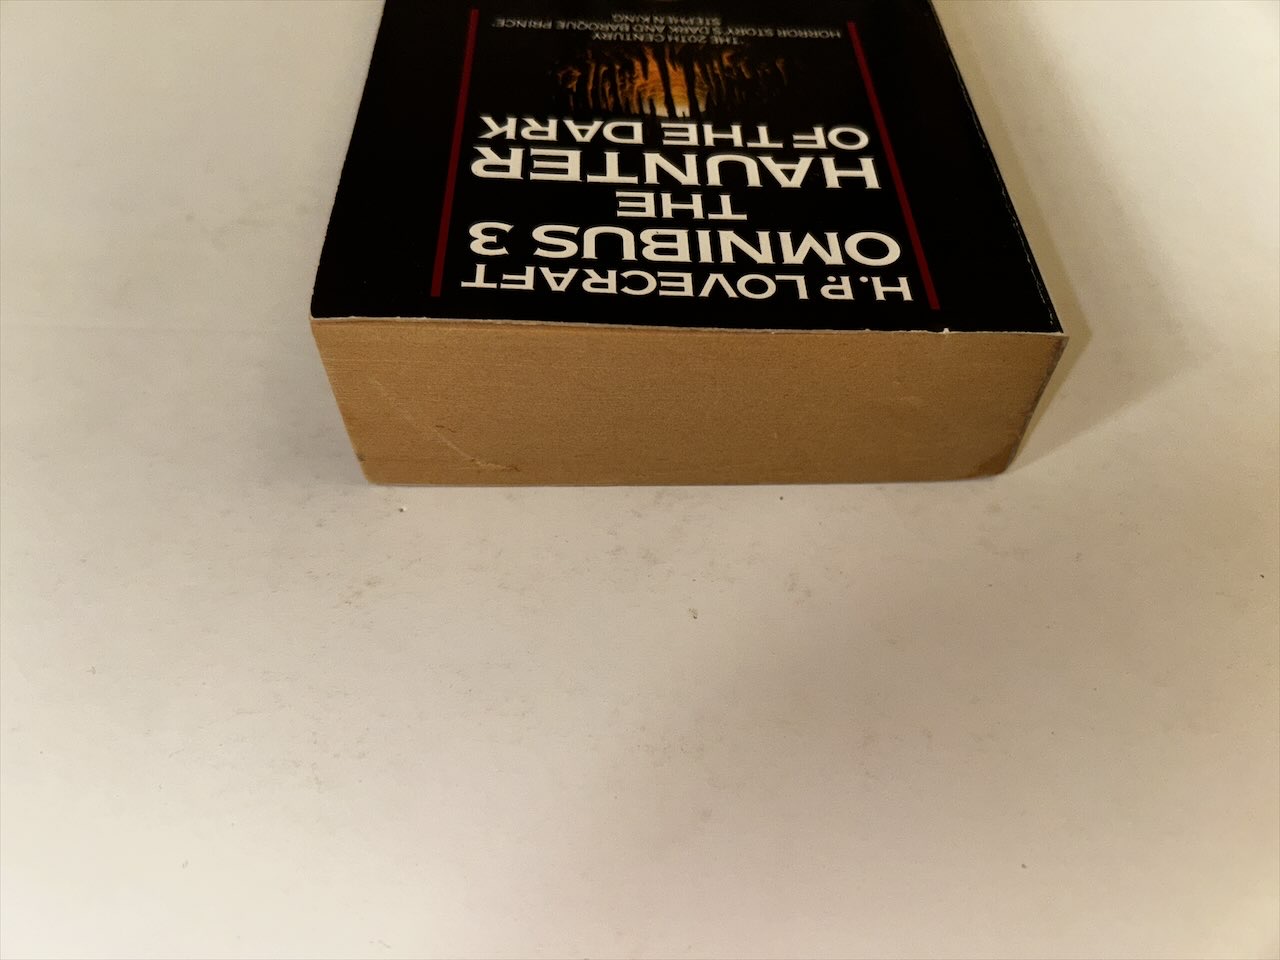 H.P. LOVECRAFT
OMNIBUS 3
THE
HAUNTER
OF THE DARK
'THE 20TH CENTURY
HORROR STORY'S DARK AND BAROQUE PRINCE'
STEPHEN KING